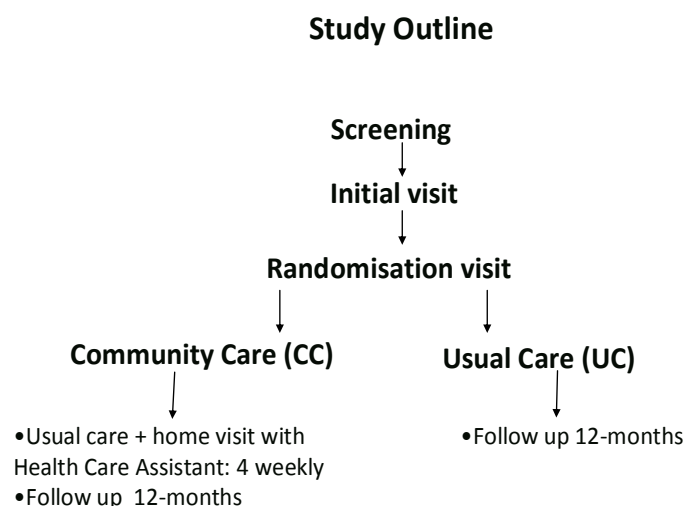 Study Outline
Screening
Initial visit
Randomisation visit
Community Care (CC)
Usual Care (UC)
•Usual care + home visit with
Health Care Assistant: 4 weekly
•Follow up  12-months
•Follow up 12-months